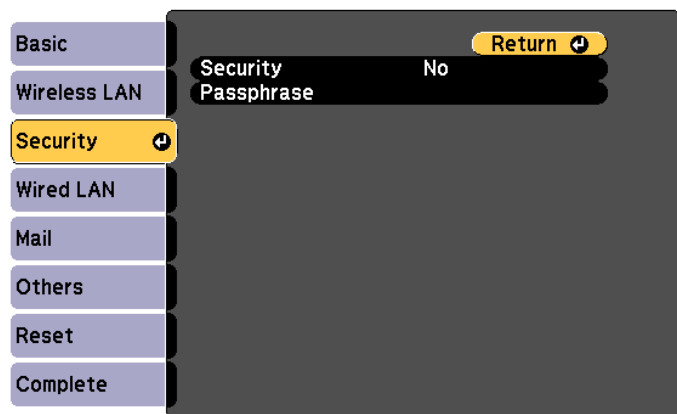 Basic
Wireless LAN
Security
Wired LAN
Mail
Others
Reset
Complete
Return
Security No
Passphrase